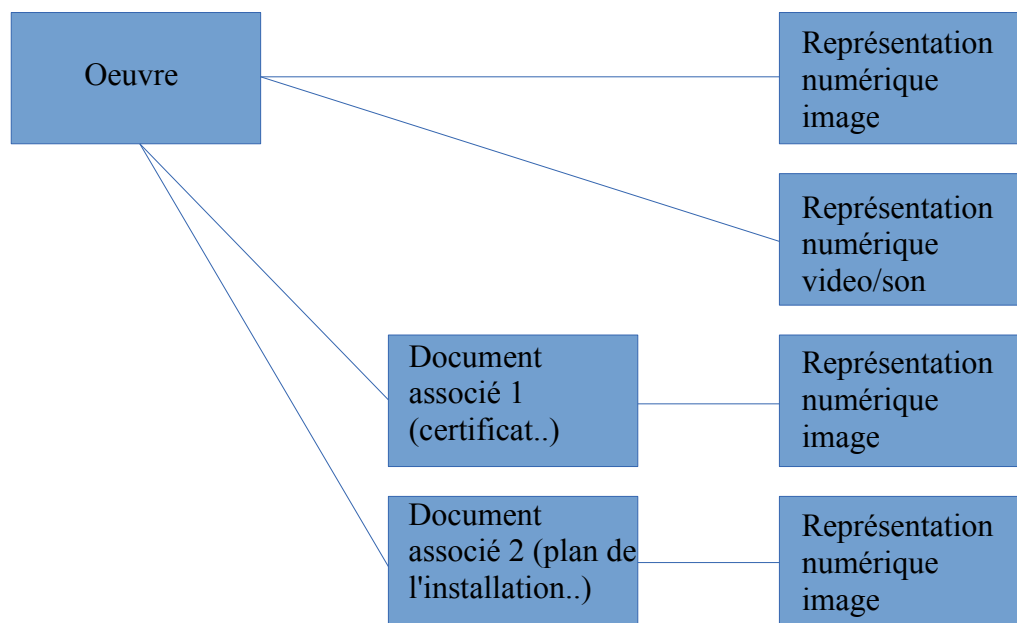 Oeuvre
Représentation
numérique
image
Représentation
numérique
video/son
Document
associé 1
(certificat..)
Représentation
numérique
image
Document
associé 2 (plan de
l'installation..)
Représentation
numérique
image